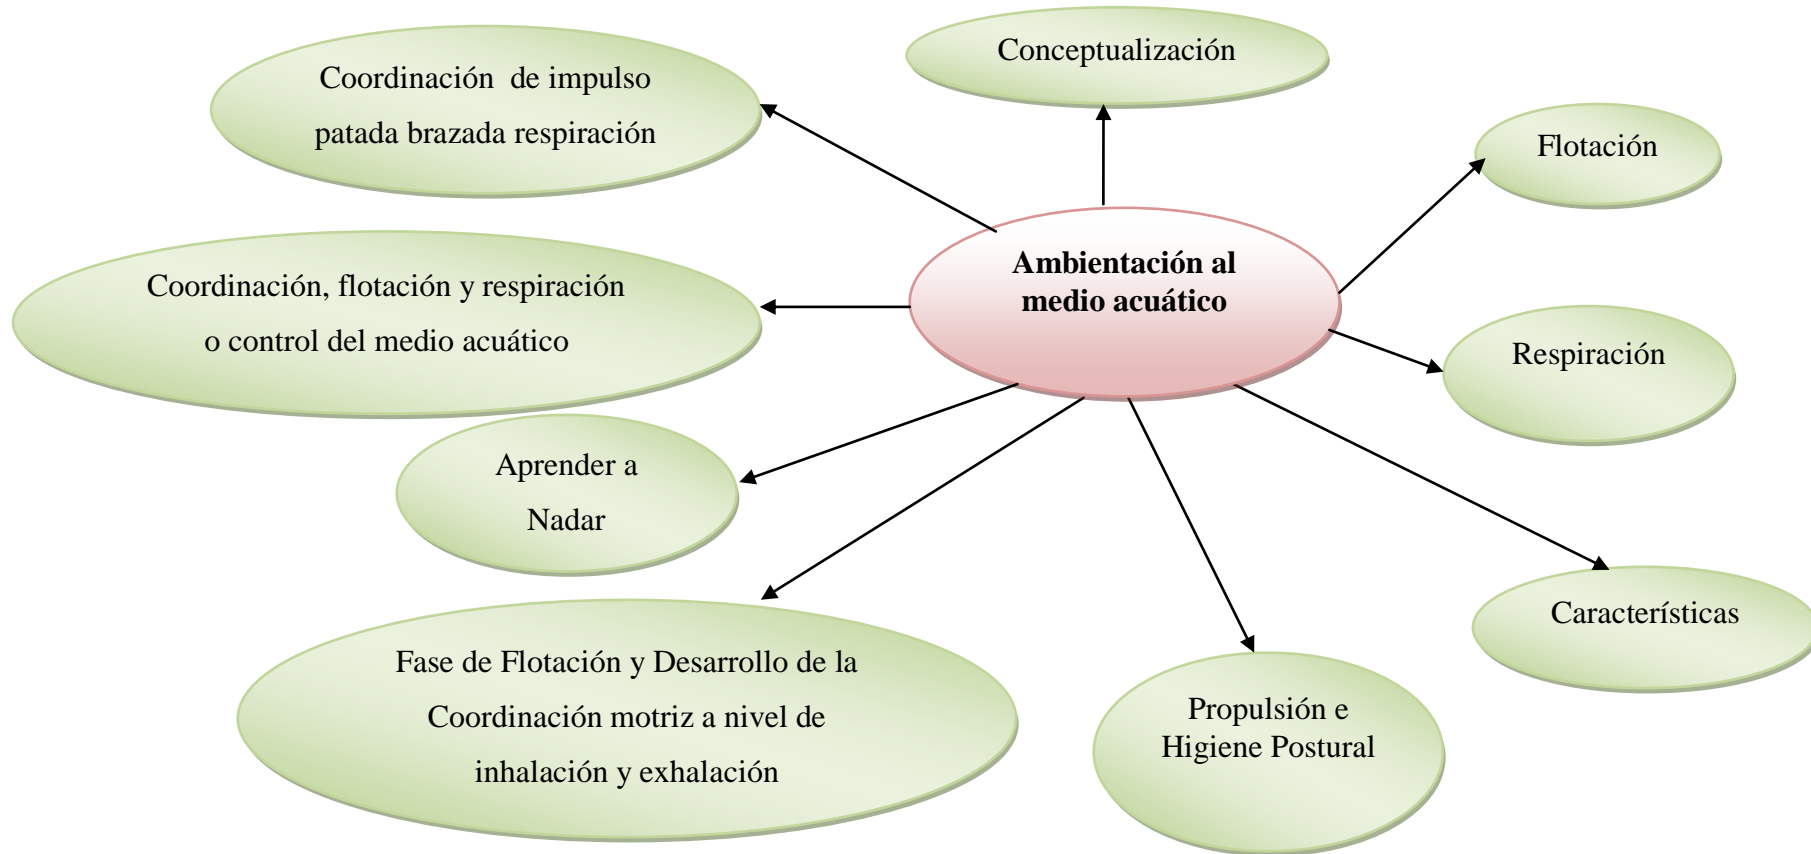 Conceptualización
Coordinación  de impulso
patada brazada respiración
Flotación
Ambientación al
medio acuático
Coordinación, flotación y respiración
o control del medio acuático
Respiración
Aprender a
Nadar
Características
Fase de Flotación y Desarrollo de la
Coordinación motriz a nivel de
inhalación y exhalación
Propulsión e
Higiene Postural